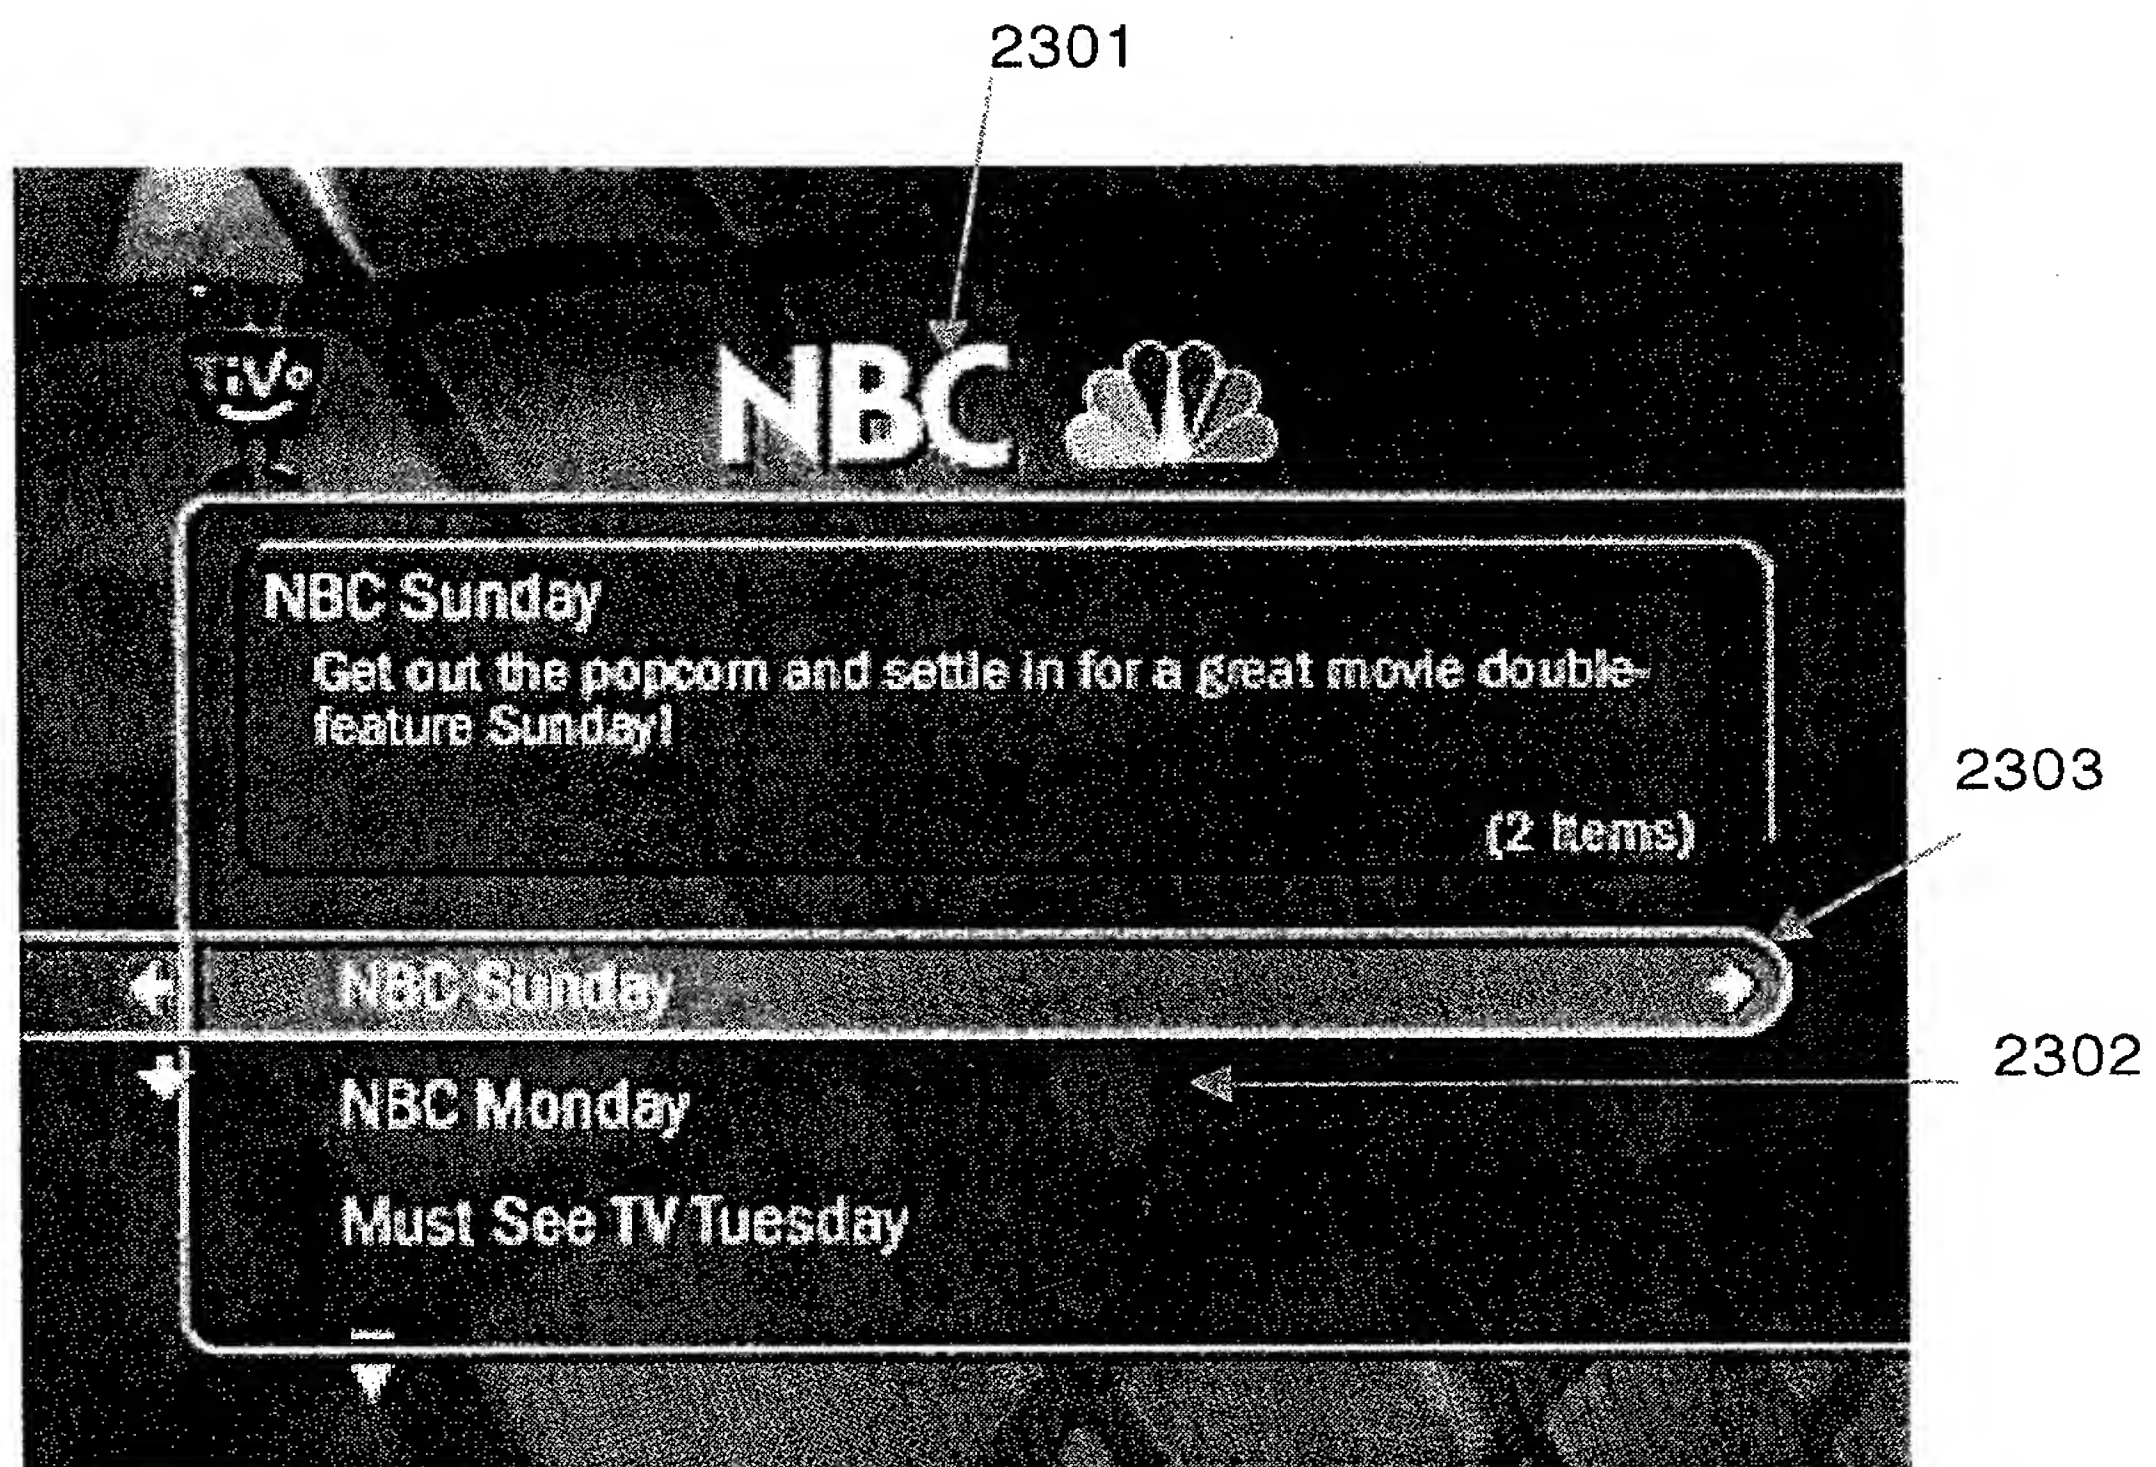 2301
TiVo
NBC
NBC Sunday
Get out the popcorn and settle in for a great movie double-
feature Sunday!
2303
(2 Items)
NBC Sunday
2302
NBC Monday
Must See TV Tuesday